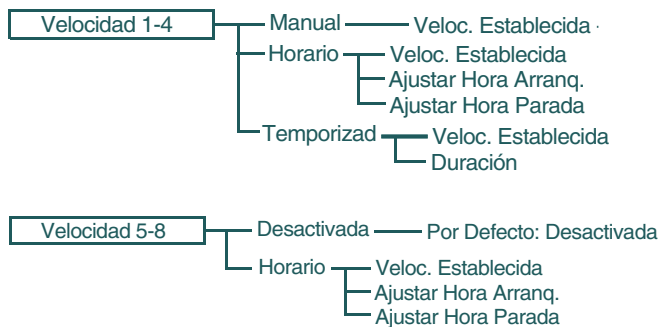 Velocidad 1-4 Manual Veloc. Establecida
Horario Veloc. Establecida
Ajustar Hora Arranq.
Ajustar Hora Parada
Temporizad Veloc. Establecida
Duración
Velocidad 5-8 Desactivada Por Defecto: Desactivada
Horario Veloc. Establecida
Ajustar Hora Arranq.
Ajustar Hora Parada